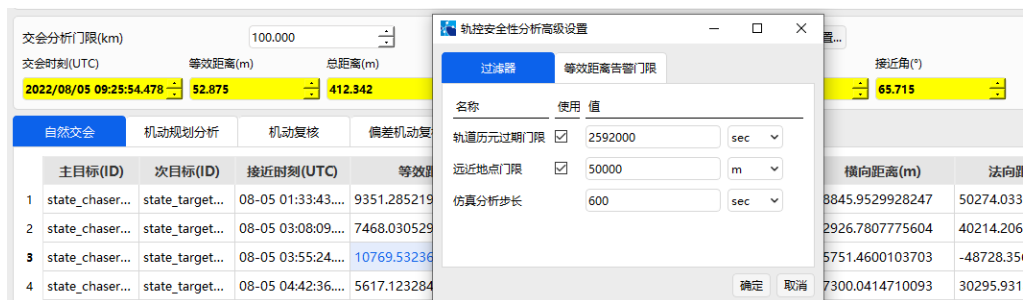 交会分析门限(km) 100.000
交会时刻(UTC) 等效距离(m) 总距离(m) 接近角(°)
2022/08/05 09:25:54.478 52.875 412.342 65.715
自然交会 机动规划分析 机动复核
主目标(ID) 次目标(ID) 接近时刻(UTC) 横向距离(m)
1 state_chaser... state_target... 08-05 01:33:43.... 9351.285219 8845.9529928247 50274.033
2 state_chaser... state_target... 08-05 03:08:09.... 7468.030529 2926.7807775604 40214.206
3 state_chaser... state_target... 08-05 03:55:24.... 10769.53236 5751.4600103703 -48728.356
4 state_chaser... state_target... 08-05 04:42:36.... 5617.123284 7300.0414710093 30295.931
轨控安全性分析高级设置
过滤器 等效距离告警门限
名称 使用 值
轨道历元过期门限 2592000 sec
远近地点门限 50000 m
仿真分析步长 600 sec
确定 取消